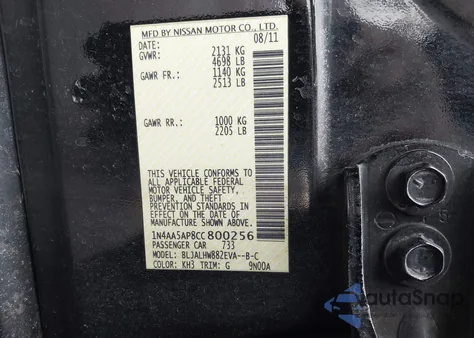 MFD BY NISSAN MOTOR CO., LTD.
DATE: 08/11
GVWR: 2131 KG
4698 LB
GAWR FR.: 1140 KG
2513 LB
GAWR RR.: 1000 KG
2205 LB
THIS VEHICLE CONFORMS TO
ALL APPLICABLE FEDERAL
MOTOR VEHICLE SAFETY,
BUMPER, AND THEFT
PREVENTION STANDARDS IN
EFFECT ON THE DATE OF
MANUFACTURE SHOWN ABOVE.
1N4AA5AP8CC800256
PASSENGER CAR 733
MODEL: BLJALHW882EVA--B-C
COLOR: KH3 TRIM: G 9N00A
autoSnap